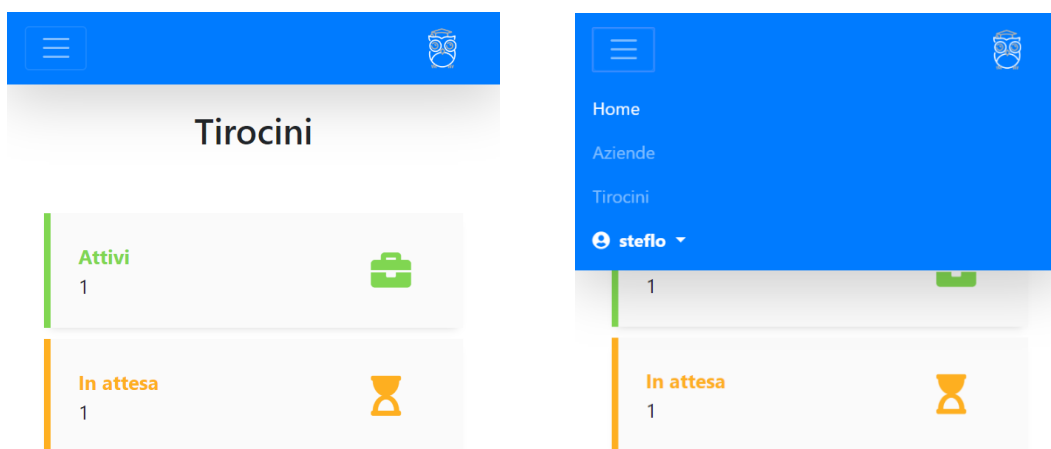 Tirocini
Attivi
1
In attesa
1
Home
Aziende
Tirocini
steflo
1
In attesa
1